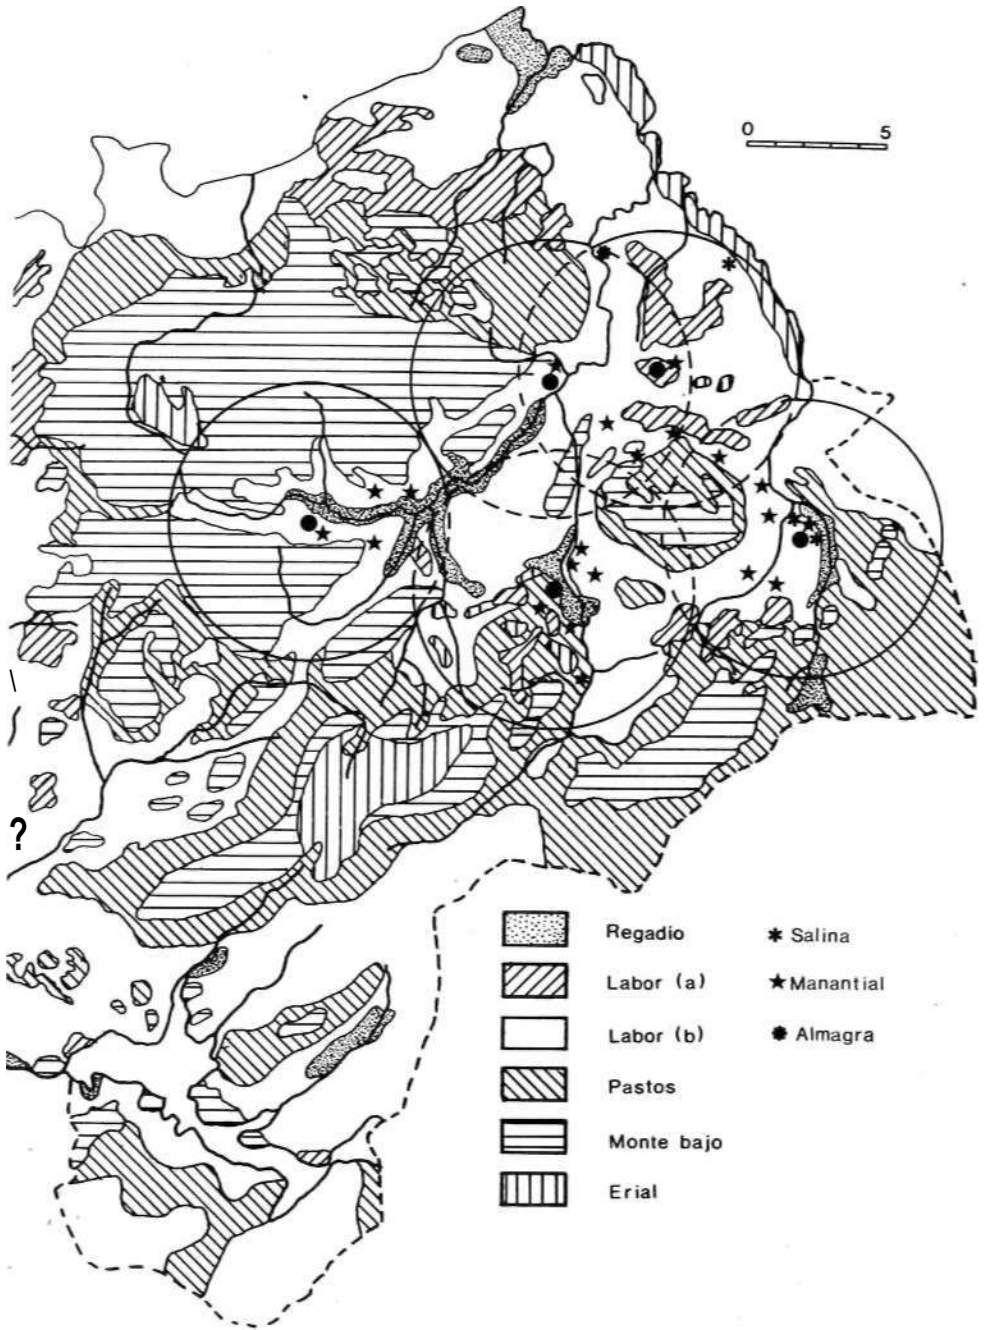 0 5
?
Regadio
Salina
Labor (a)
Manantial
Labor (b)
Almagra
Pastos
Monte bajo
Erial